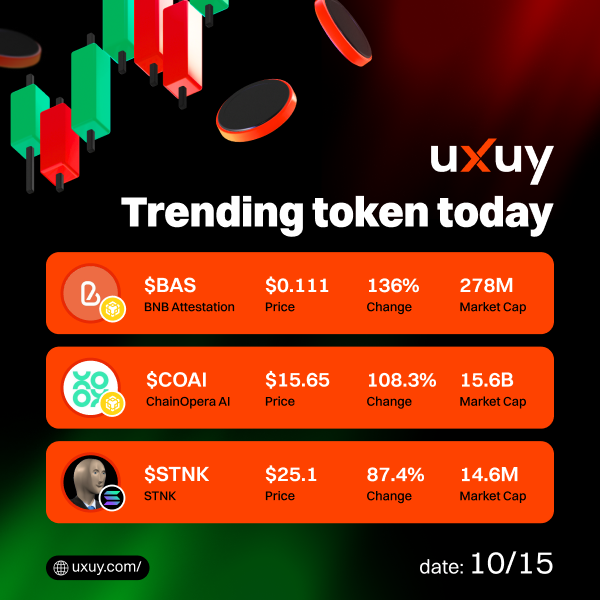 uxuy
Trending token today
$BAS $0.111 136% 278M
BNB Attestation Price Change Market Cap
$COAI $15.65 108.3% 15.6B
ChainOpera AI Price Change Market Cap
$STNK $25.1 87.4% 14.6M
STNK Price Change Market Cap
uxuy.com/ date: 10/15